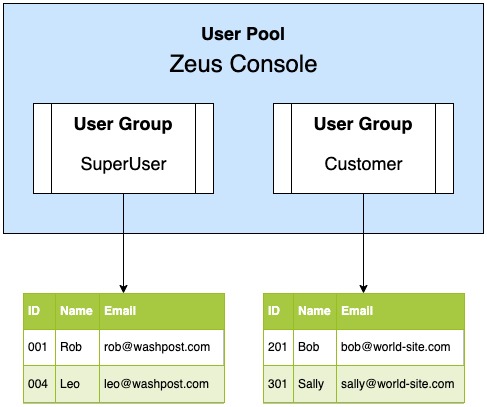 User Pool
Zeus Console
User Group
SuperUser
User Group
Customer
ID Name Email
001 Rob rob@washpost.com
004 Leo leo@washpost.com
ID Name Email
201 Bob bob@world-site.com
301 Sally sally@world-site.com